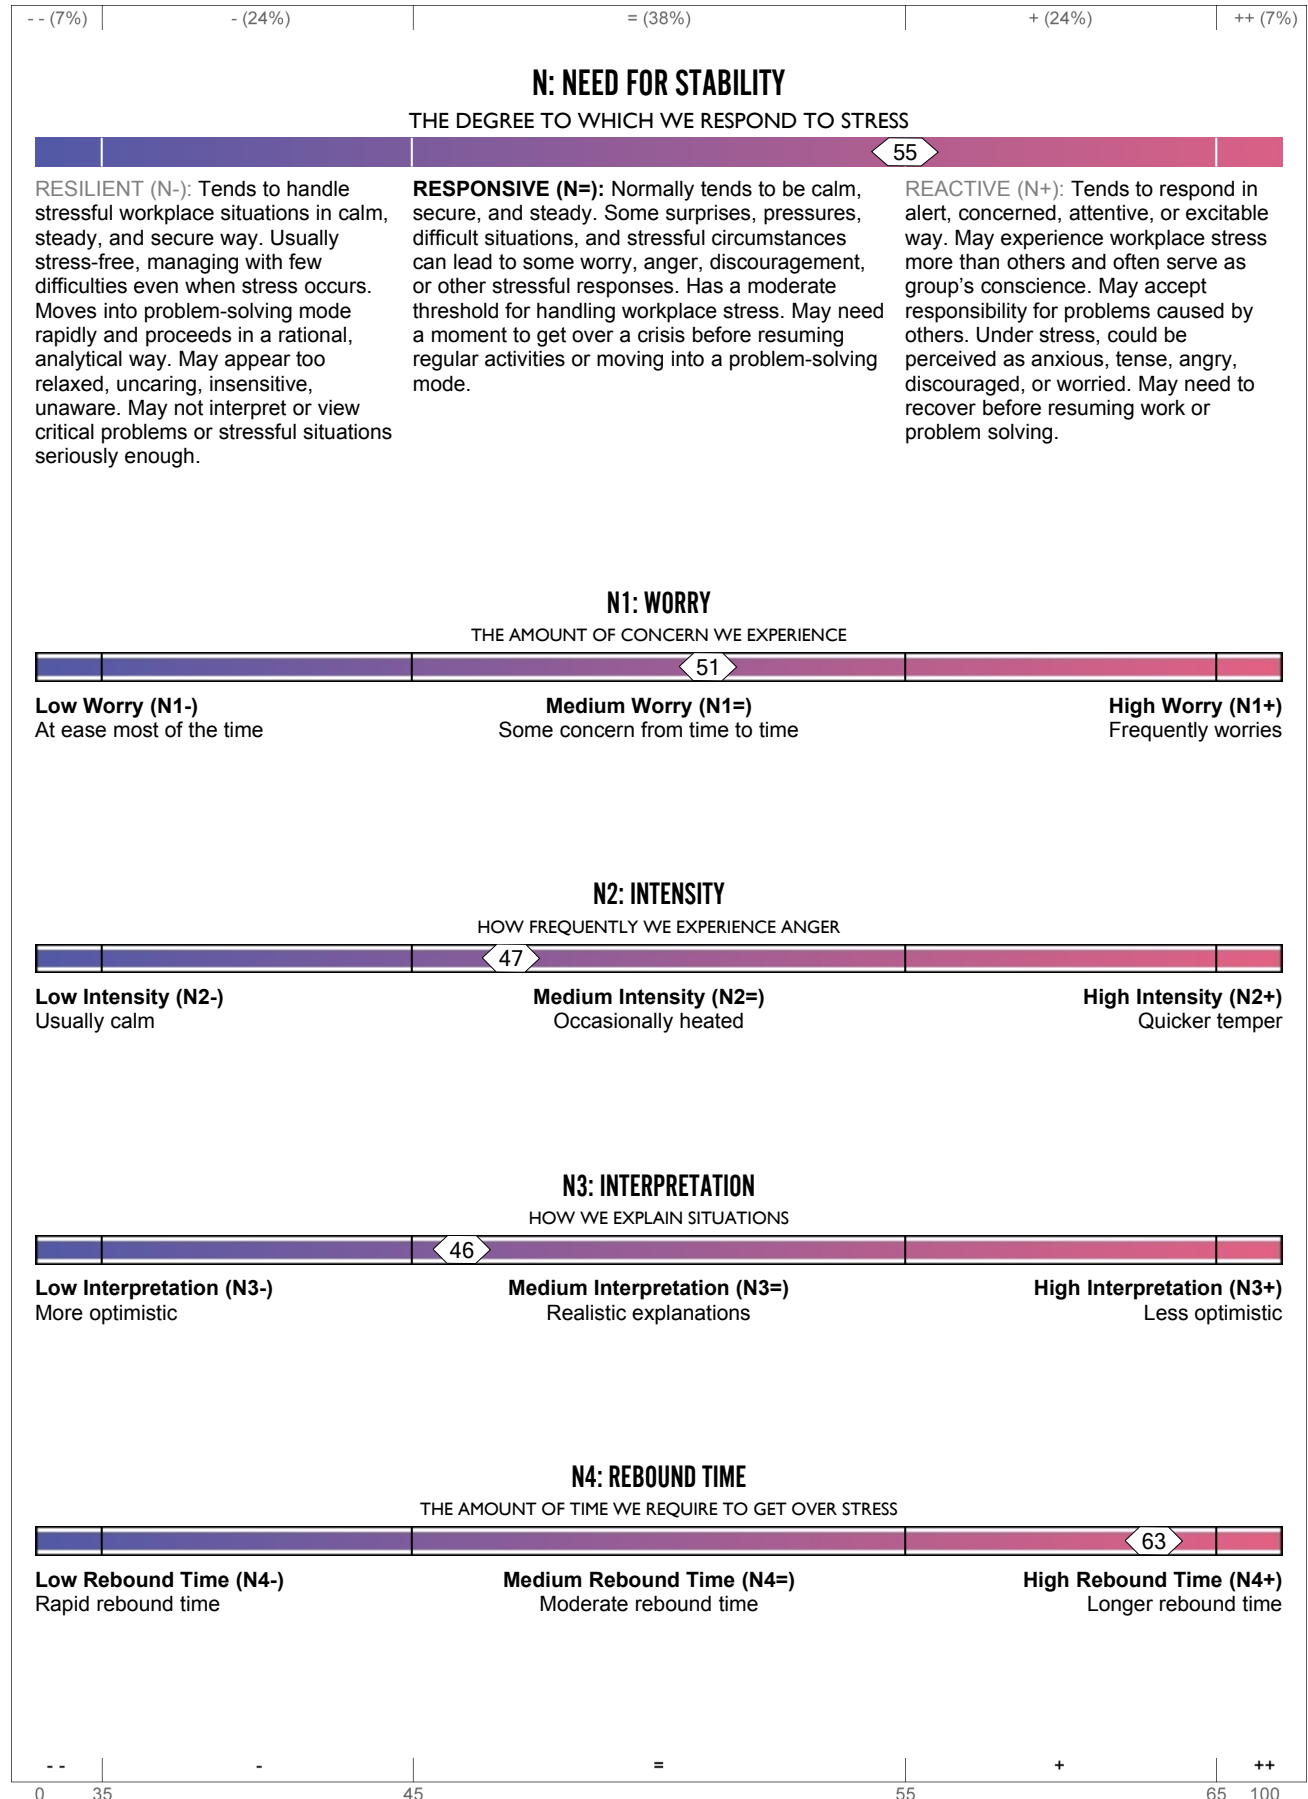 - - (7%) - (24%) = (38%) + (24%) ++ (7%)
N: NEED FOR STABILITY
THE DEGREE TO WHICH WE RESPOND TO STRESS
55
RESILIENT (N-): Tends to handle
stressful workplace situations in calm,
steady, and secure way. Usually
stress-free, managing with few
difficulties even when stress occurs.
Moves into problem-solving mode
rapidly and proceeds in a rational,
analytical way. May appear too
relaxed, uncaring, insensitive,
unaware. May not interpret or view
critical problems or stressful situations
seriously enough.
RESPONSIVE (N=): Normally tends to be calm,
secure, and steady. Some surprises, pressures,
difficult situations, and stressful circumstances
can lead to some worry, anger, discouragement,
or other stressful responses. Has a moderate
threshold for handling workplace stress. May need
a moment to get over a crisis before resuming
regular activities or moving into a problem-solving
mode.
REACTIVE (N+): Tends to respond in
alert, concerned, attentive, or excitable
way. May experience workplace stress
more than others and often serve as
group's conscience. May accept
responsibility for problems caused by
others. Under stress, could be
perceived as anxious, tense, angry,
discouraged, or worried. May need to
recover before resuming work or
problem solving.
N1: WORRY
THE AMOUNT OF CONCERN WE EXPERIENCE
51
Low Worry (N1-) Medium Worry (N1=) High Worry (N1+)
At ease most of the time Some concern from time to time Frequently worries
N2: INTENSITY
HOW FREQUENTLY WE EXPERIENCE ANGER
47
Low Intensity (N2-) Medium Intensity (N2=) High Intensity (N2+)
Usually calm Occasionally heated Quicker temper
N3: INTERPRETATION
HOW WE EXPLAIN SITUATIONS
46
Low Interpretation (N3-) Medium Interpretation (N3=) High Interpretation (N3+)
More optimistic Realistic explanations Less optimistic
N4: REBOUND TIME
THE AMOUNT OF TIME WE REQUIRE TO GET OVER STRESS
63
Low Rebound Time (N4-) Medium Rebound Time (N4=) High Rebound Time (N4+)
Rapid rebound time Moderate rebound time Longer rebound time
- - - = + ++
0 35 45 55 65 100